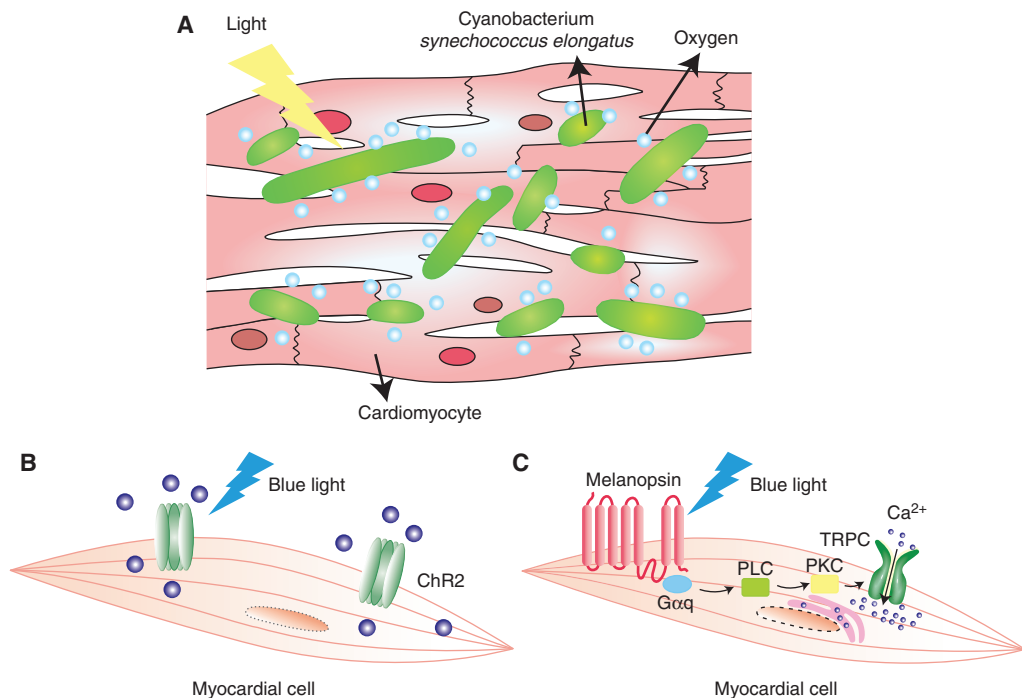 A
Light
Cyanobacterium
synechococcus elongatus
Oxygen
Cardiomyocyte
B
Blue light
ChR2
Myocardial cell
C
Melanopsin
Blue light
Ca²⁺
TRPC
PLC
PKC
Gαq
Myocardial cell